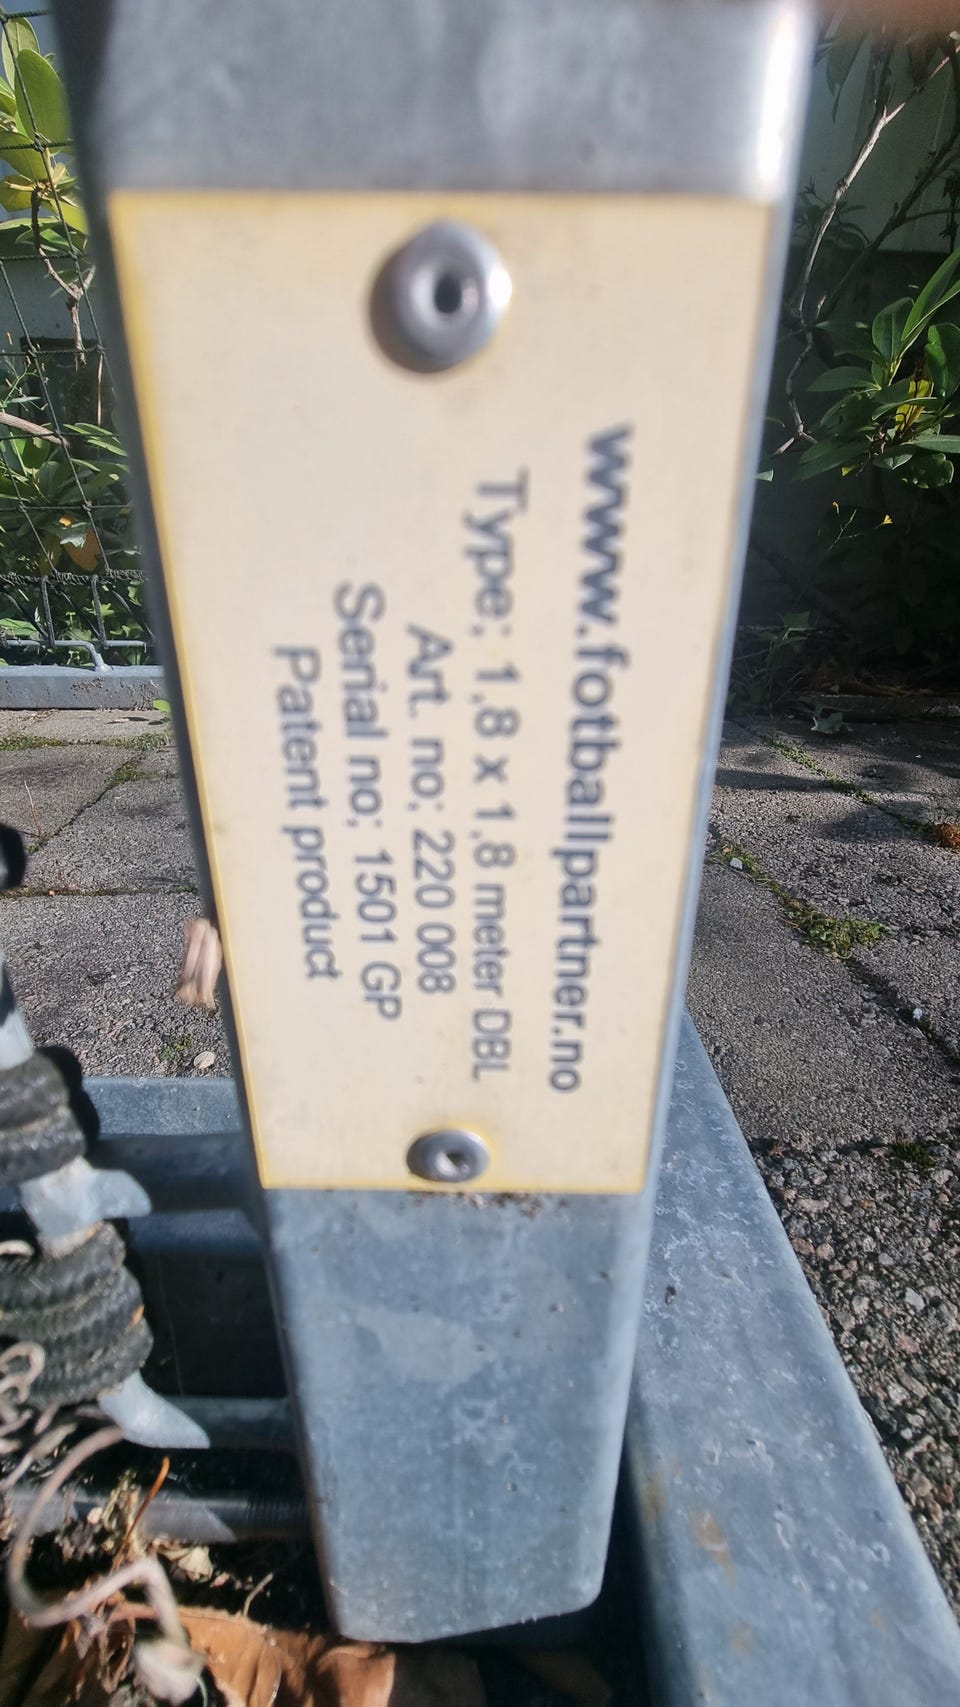 www.fotballpartner.no
Type: 1,8 x 1,8 meter DBL
Art. no: 220 008
Serial no: 1501 GP
Patent product